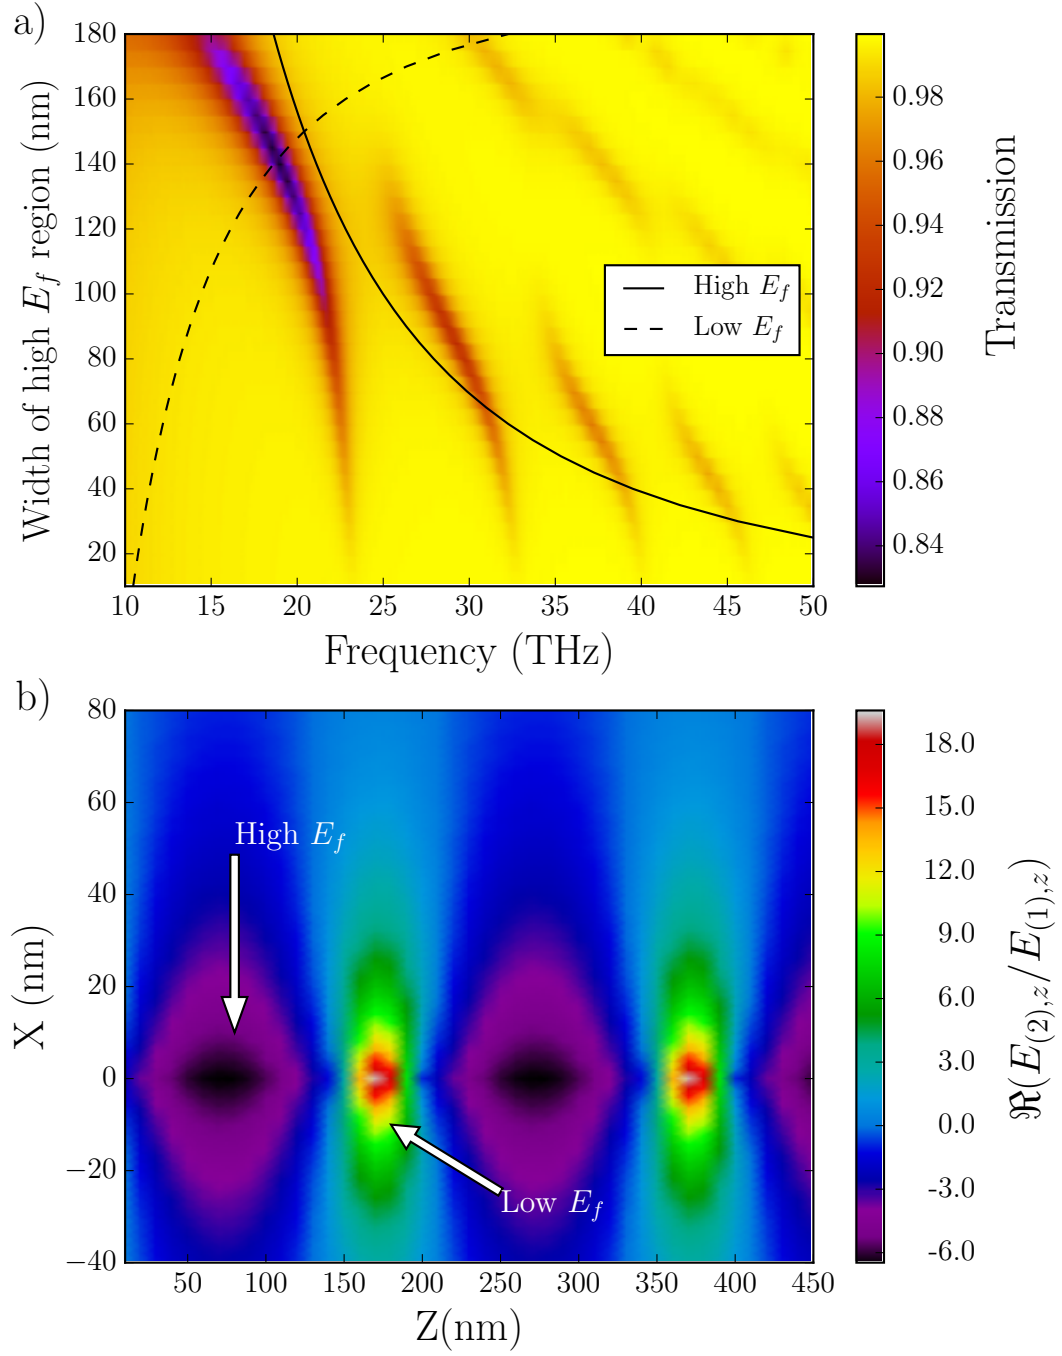 a)
180
160
140
120
100
80
60
40
20
Width of high E_f region (nm)
10 15 20 25 30 35 40 45 50
Frequency (THz)
High E_f
Low E_f
0.98
0.96
0.94
0.92
0.90
0.88
0.86
0.84
Transmission
b)
80
60
40
20
0
−20
−40
X (nm)
High E_f
Low E_f
50 100 150 200 250 300 350 400 450
Z(nm)
18.0
15.0
12.0
9.0
6.0
3.0
0.0
-3.0
-6.0
ℜ(E_{(2),z}/E_{(1),z})